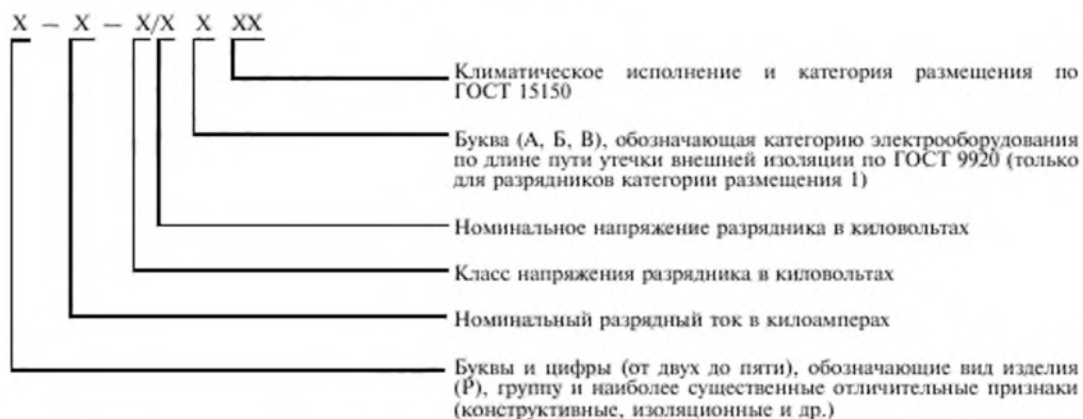 X – X – X/X X XX
Климатическое исполнение и категория размещения по
ГОСТ 15150
Буква (А, Б, В), обозначающая категорию электрооборудования
по длине пути утечки внешней изоляции по ГОСТ 9920 (только
для разрядников категории размещения 1)
Номинальное напряжение разрядника в киловольтах
Класс напряжения разрядника в киловольтах
Номинальный разрядный ток в килоамперах
Буквы и цифры (от двух до пяти), обозначающие вид изделия
(Р), группу и наиболее существенные отличительные признаки
(конструктивные, изоляционные и др.)